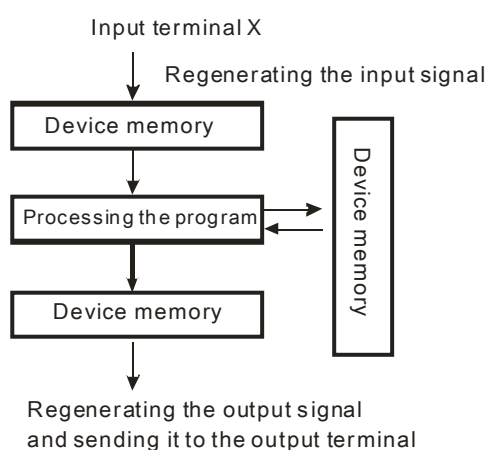 Input terminal X
Regenerating the input signal
Device memory
Processing the program
Device memory
Device memory
Regenerating the output signal
and sending it to the output terminal